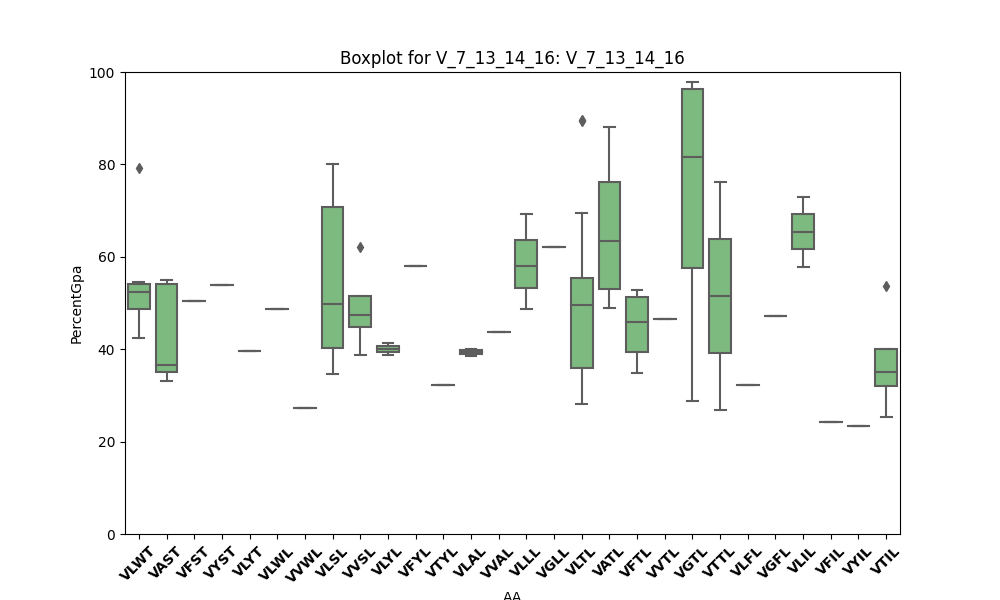 Boxplot for V_7_13_14_16: V_7_13_14_16
100
80
60
40
20
0
PercentGpa
VLWT VAST VFST VYST VLYT VLWL VVWL VLSL VVSL VLYL VFYL VTYL VLAL VVAL VLLL VGLL VLTL VATL VFTL VVTL VGTL VTTL VLFL VGFL VLIL VFIL VYIL VTIL
AA